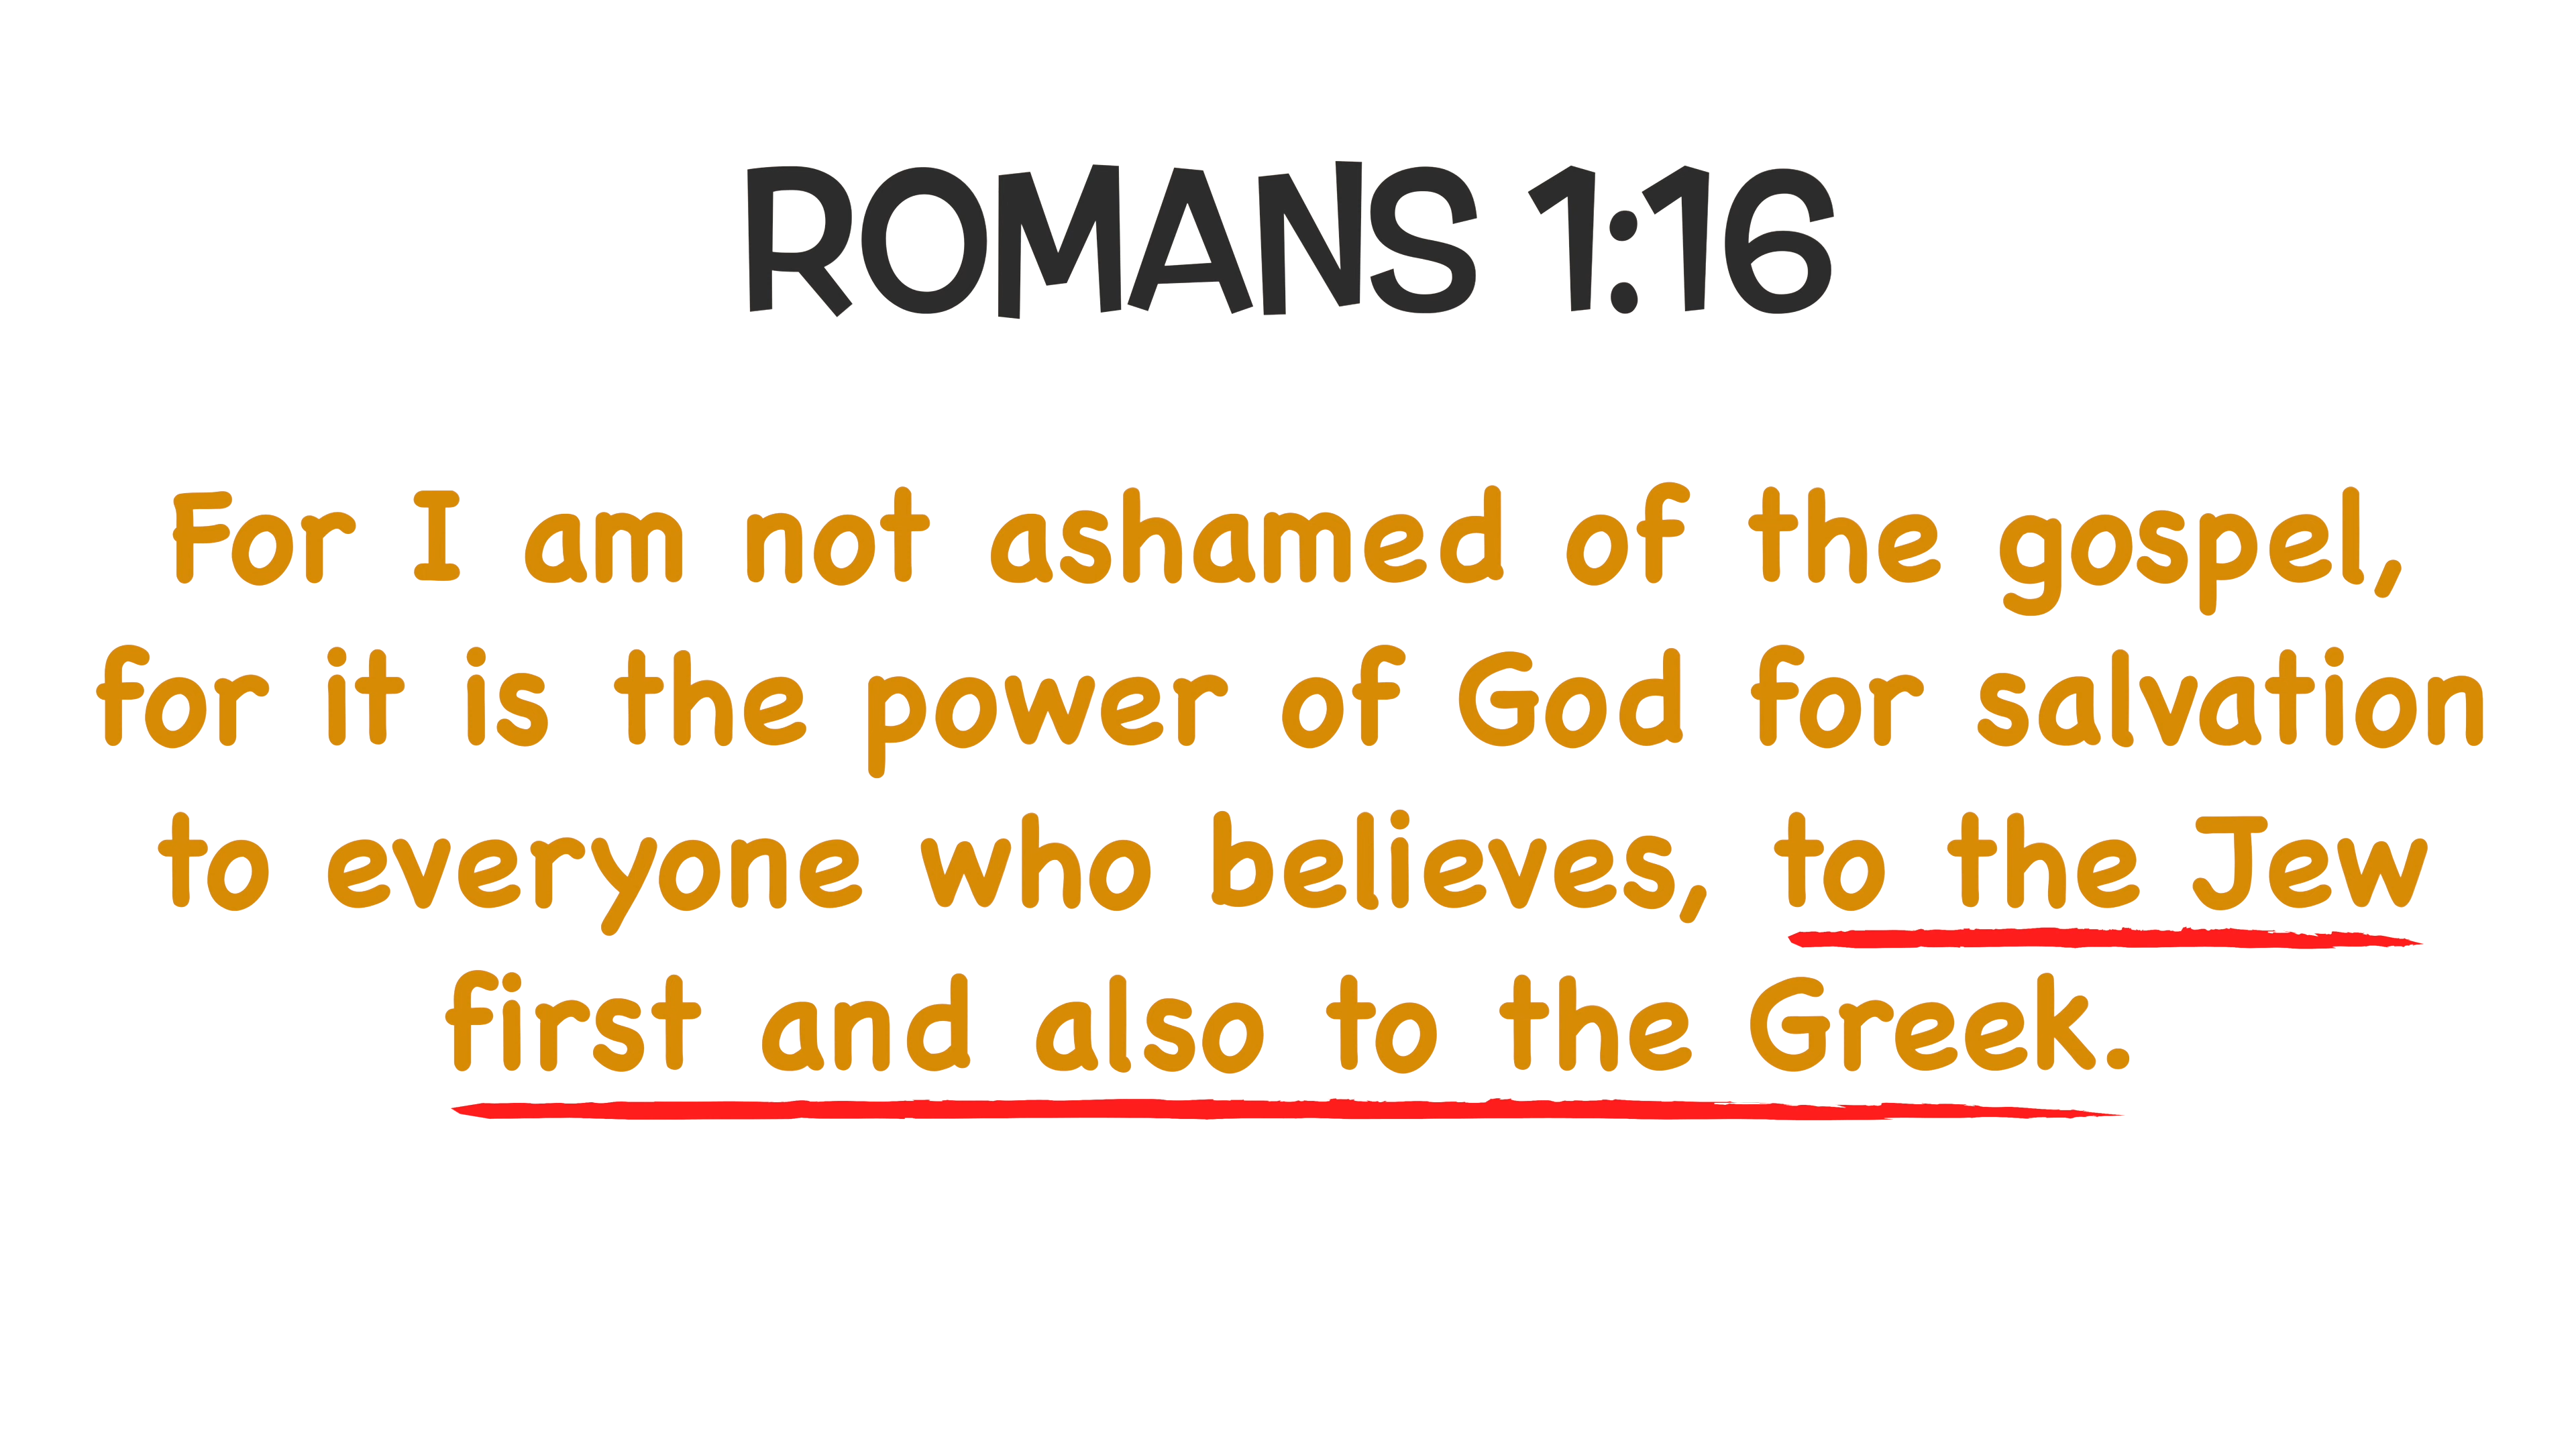 ROMANS 1:16
For I am not ashamed of the gospel,
for it is the power of God for salvation
to everyone who believes, to the Jew
first and also to the Greek.